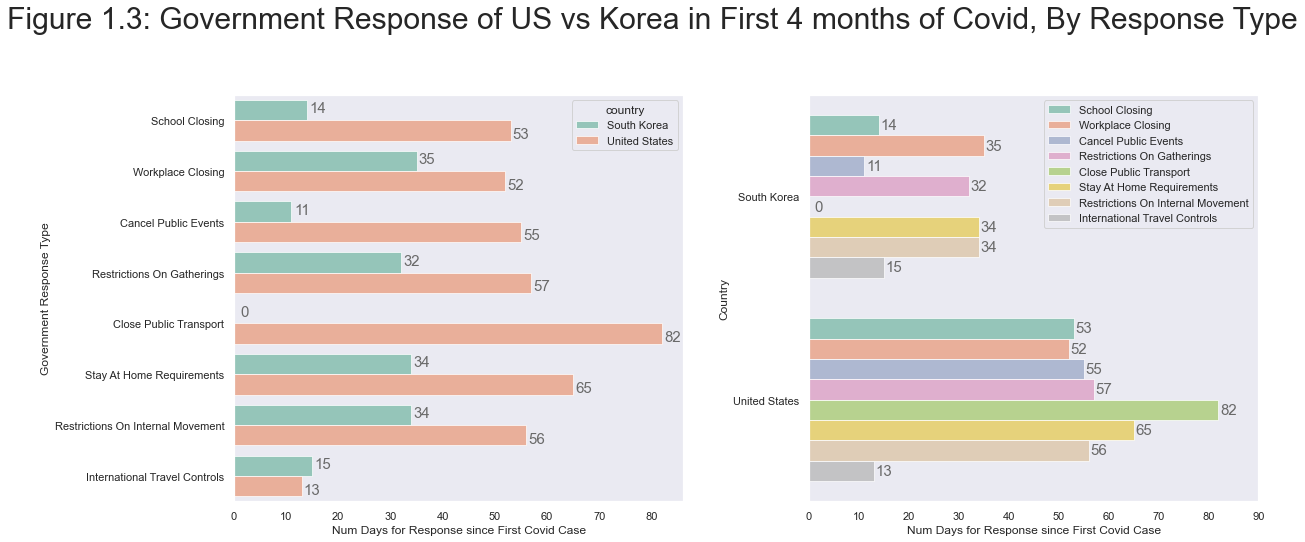 Figure 1.3: Government Response of US vs Korea in First 4 months of Covid, By Response Type
Government Response Type
School Closing
Workplace Closing
Cancel Public Events
Restrictions On Gatherings
Close Public Transport
Stay At Home Requirements
Restrictions On Internal Movement
International Travel Controls
14
53
35
52
11
55
32
57
0
82
34
65
34
56
15
13
country
South Korea
United States
0 10 20 30 40 50 60 70 80
Num Days for Response since First Covid Case
Country
South Korea
United States
14
35
11
32
0
34
34
15
53
52
55
57
82
65
56
13
School Closing
Workplace Closing
Cancel Public Events
Restrictions On Gatherings
Close Public Transport
Stay At Home Requirements
Restrictions On Internal Movement
International Travel Controls
0 10 20 30 40 50 60 70 80 90
Num Days for Response since First Covid Case